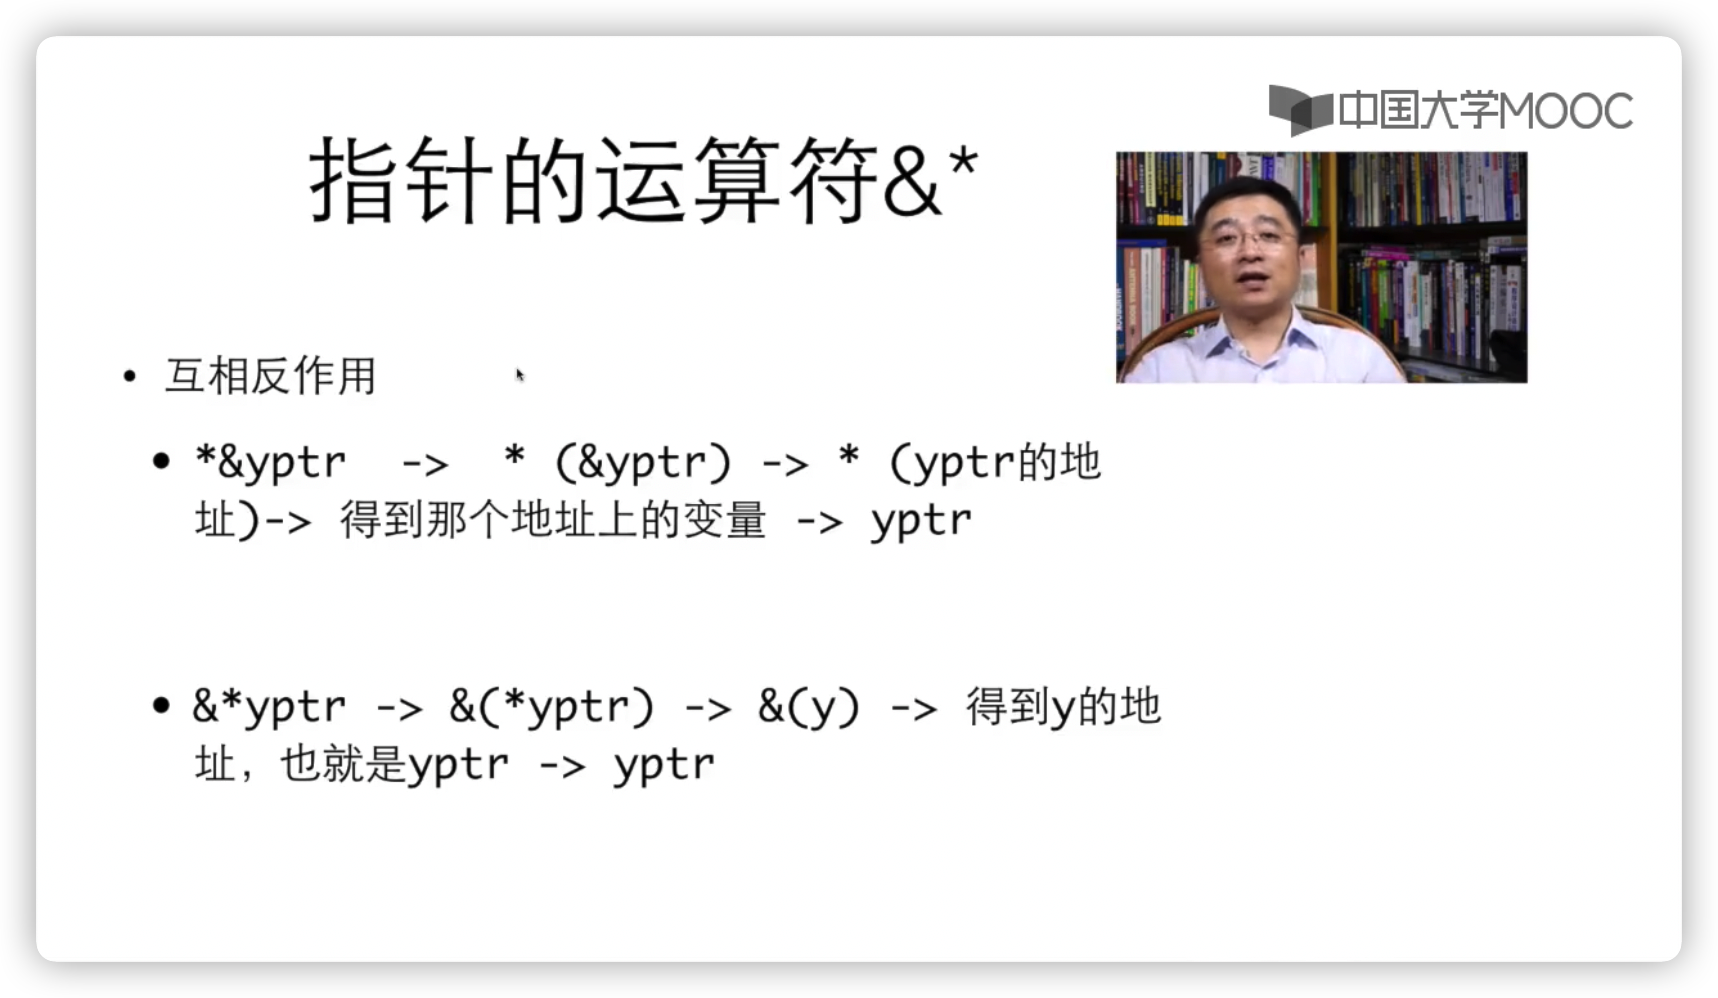 中国大学MOOC
指针的运算符&*
• 互相反作用
• *&yptr -> * (&yptr) -> * (yptr的地
址)-> 得到那个地址上的变量 -> yptr
• &*yptr -> &(*yptr) -> &(y) -> 得到y的地
址，也就是yptr -> yptr